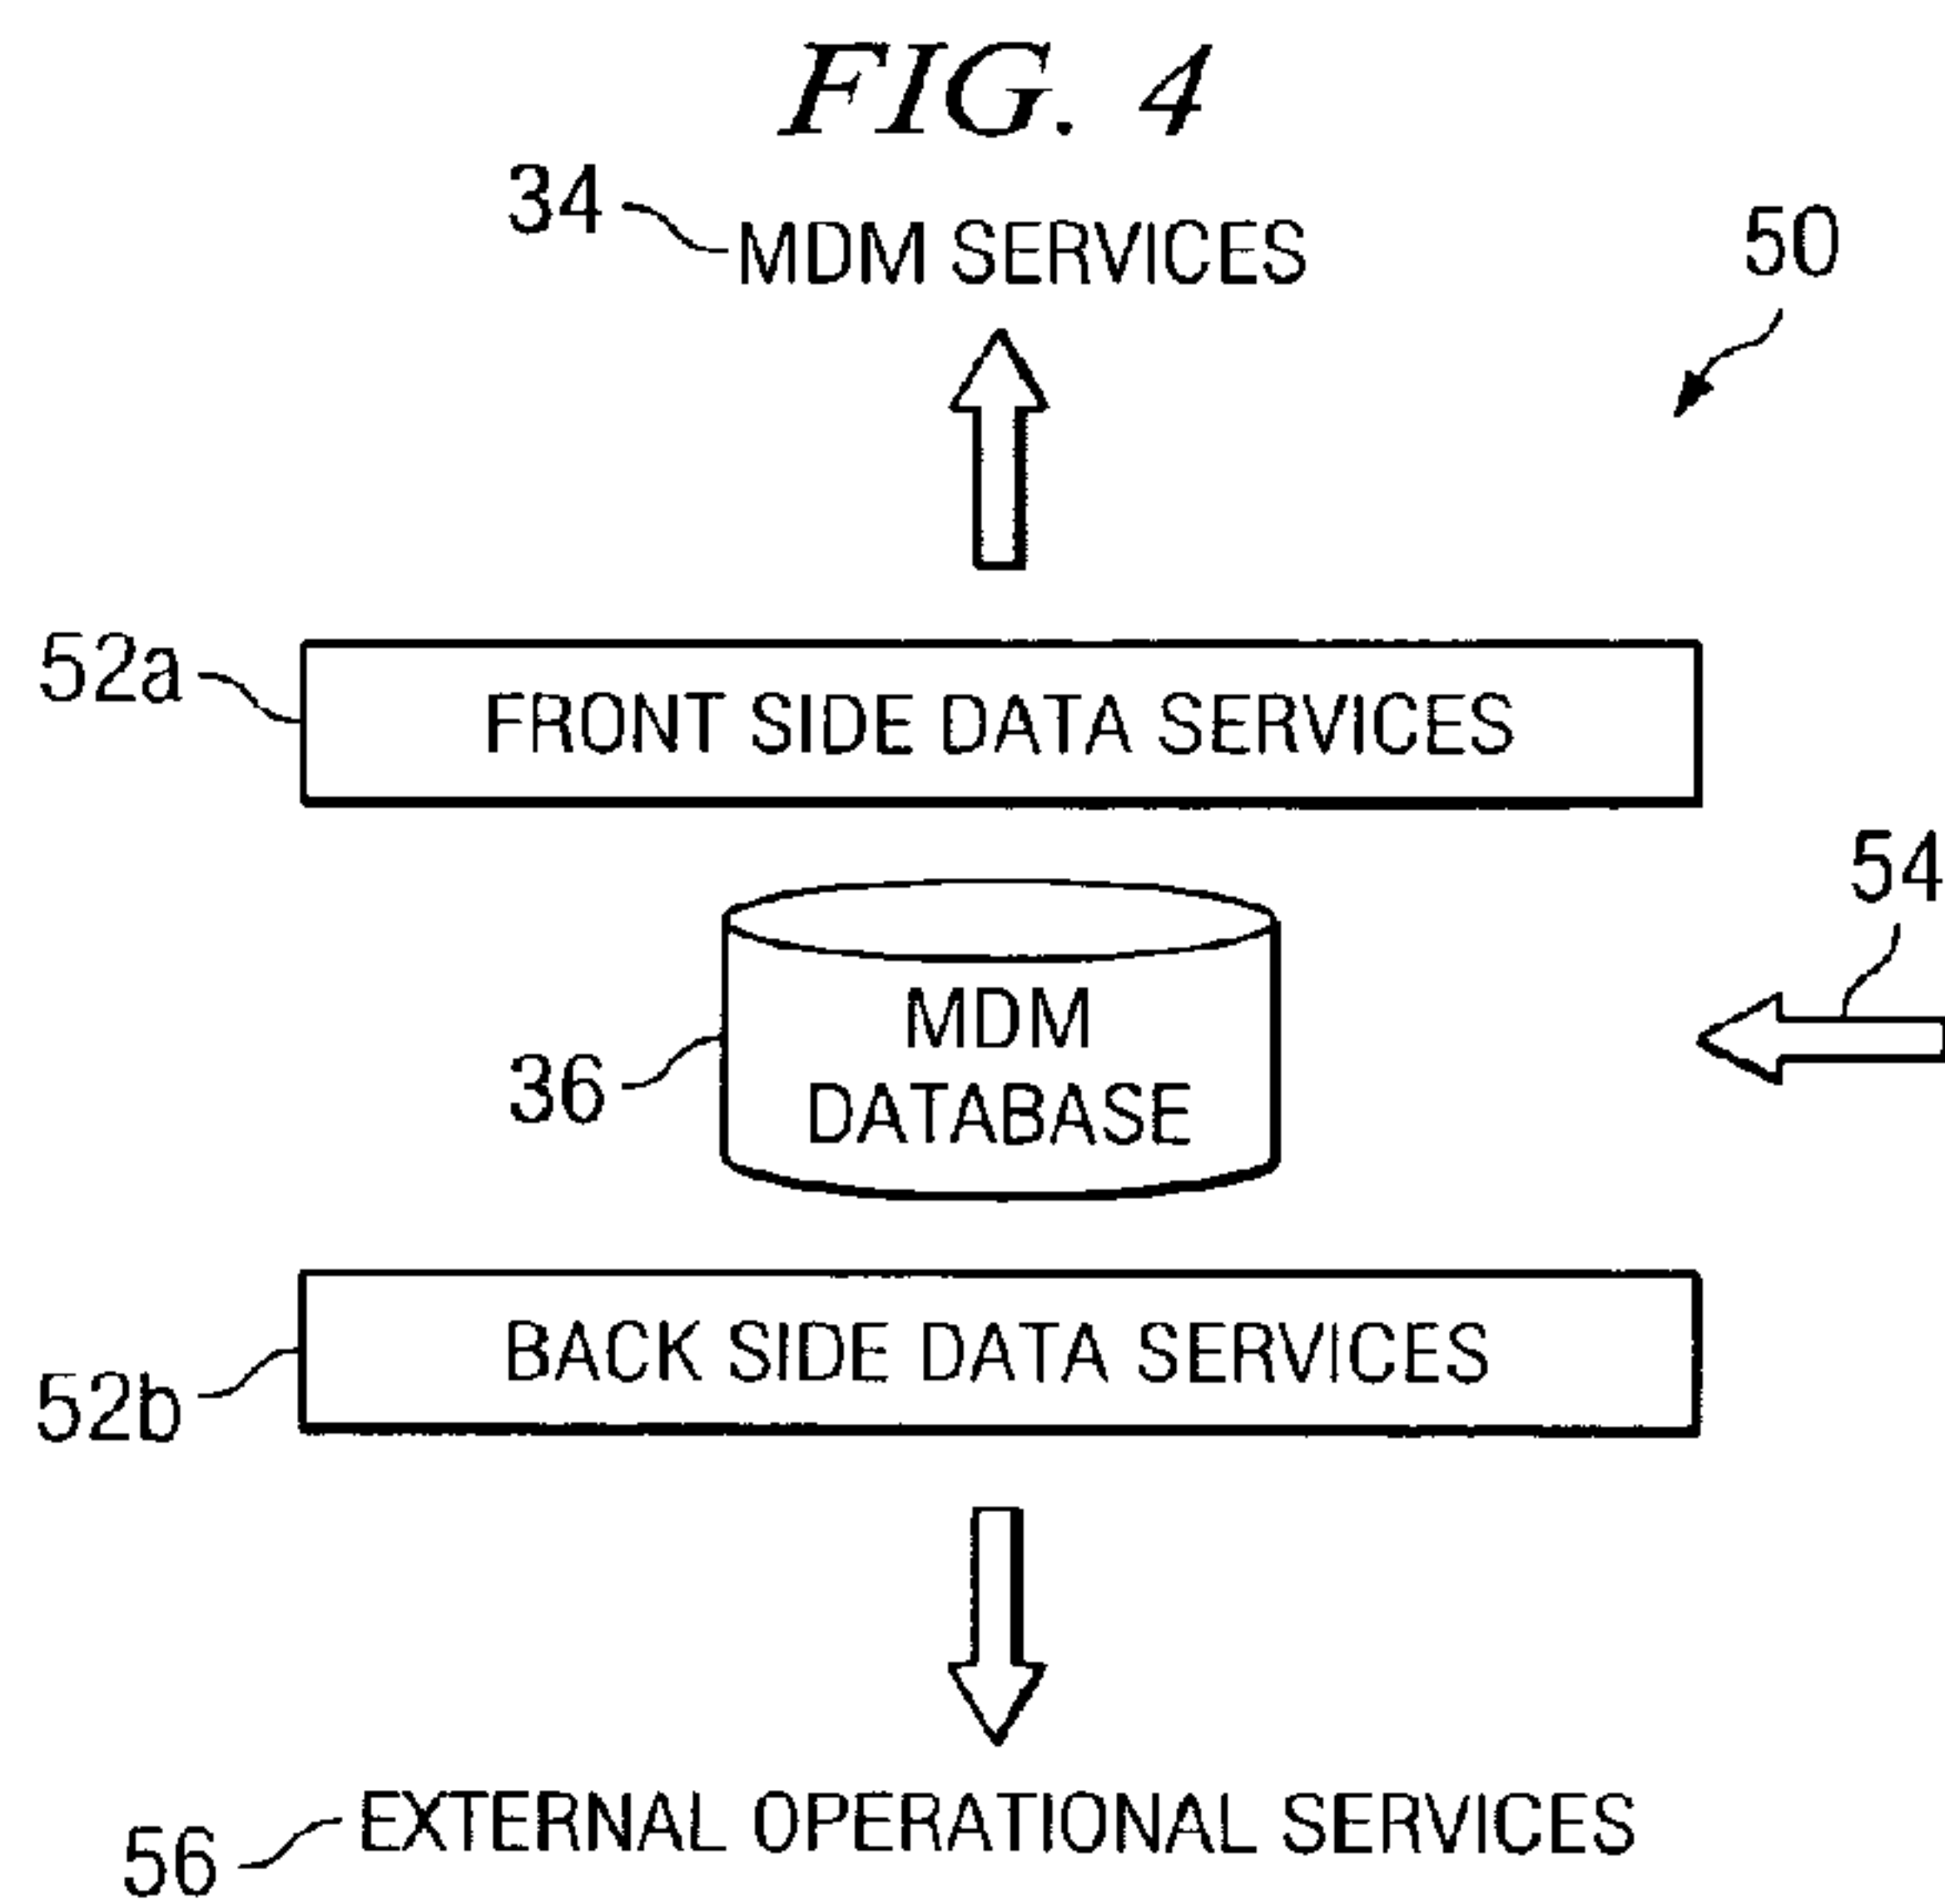 FIG. 4
34
MDM SERVICES
50
52a
FRONT SIDE DATA SERVICES
54
MDM
DATABASE
36
BACK SIDE DATA SERVICES
52b
EXTERNAL OPERATIONAL SERVICES
56